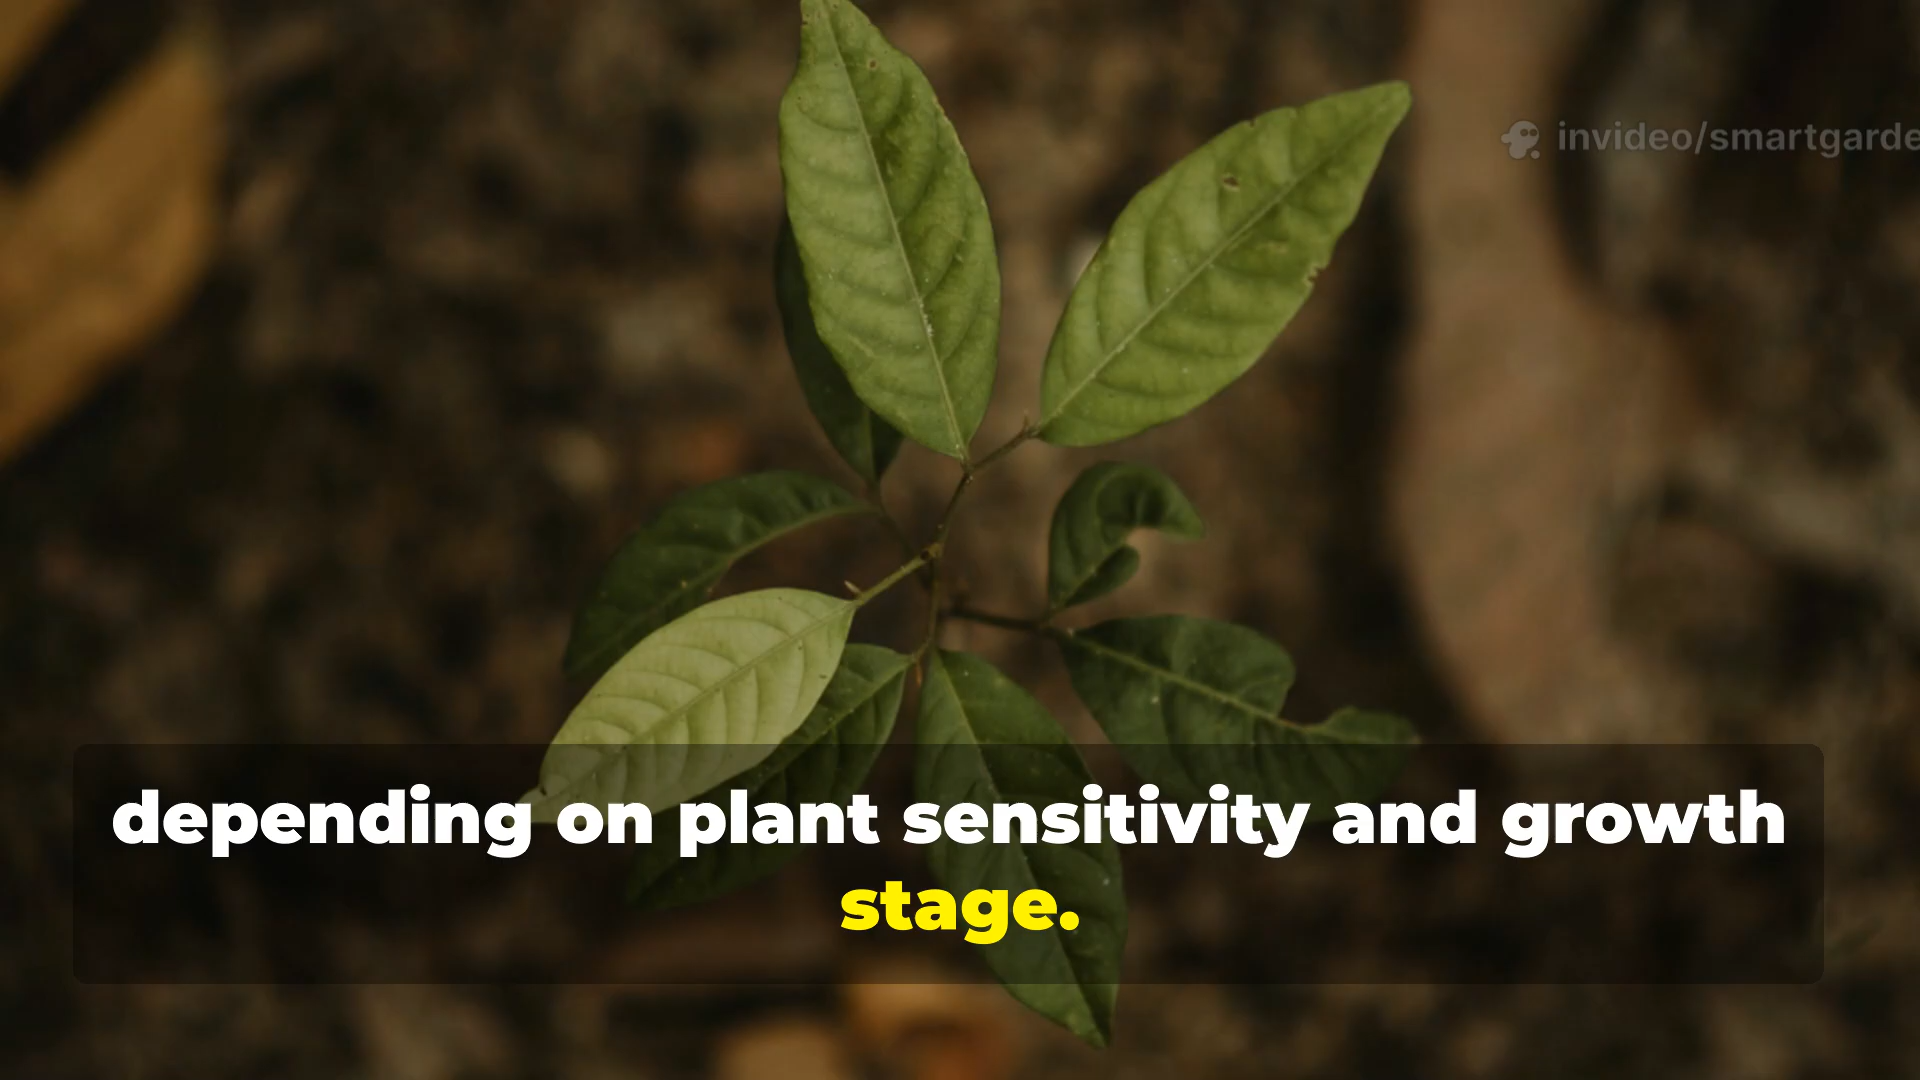 invideo/smartgarde
depending on plant sensitivity and growth
stage.